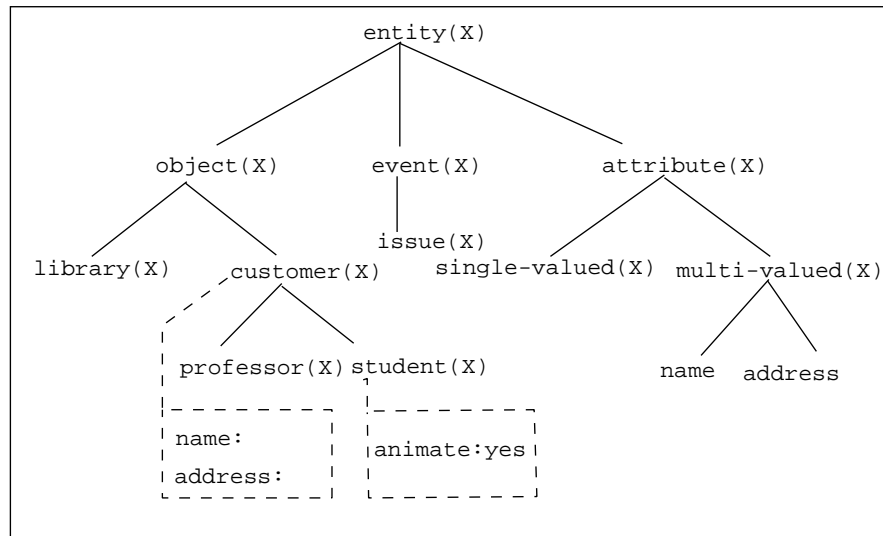 entity(X)
object(X) event(X) attribute(X)
issue(X)
library(X) customer(X) single-valued(X) multi-valued(X)
professor(X) student(X) name address
name:
animate:yes
address: